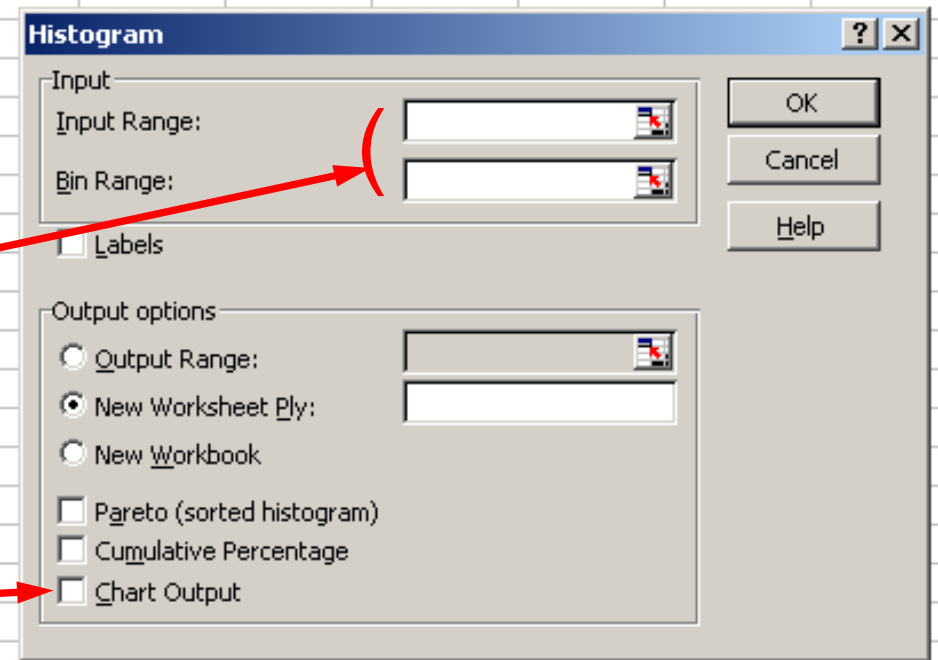 Histogram
Input
Input Range:
Bin Range:
Labels
OK
Cancel
Help
Output options
Output Range:
New Worksheet Ply:
New Workbook
Pareto (sorted histogram)
Cumulative Percentage
Chart Output